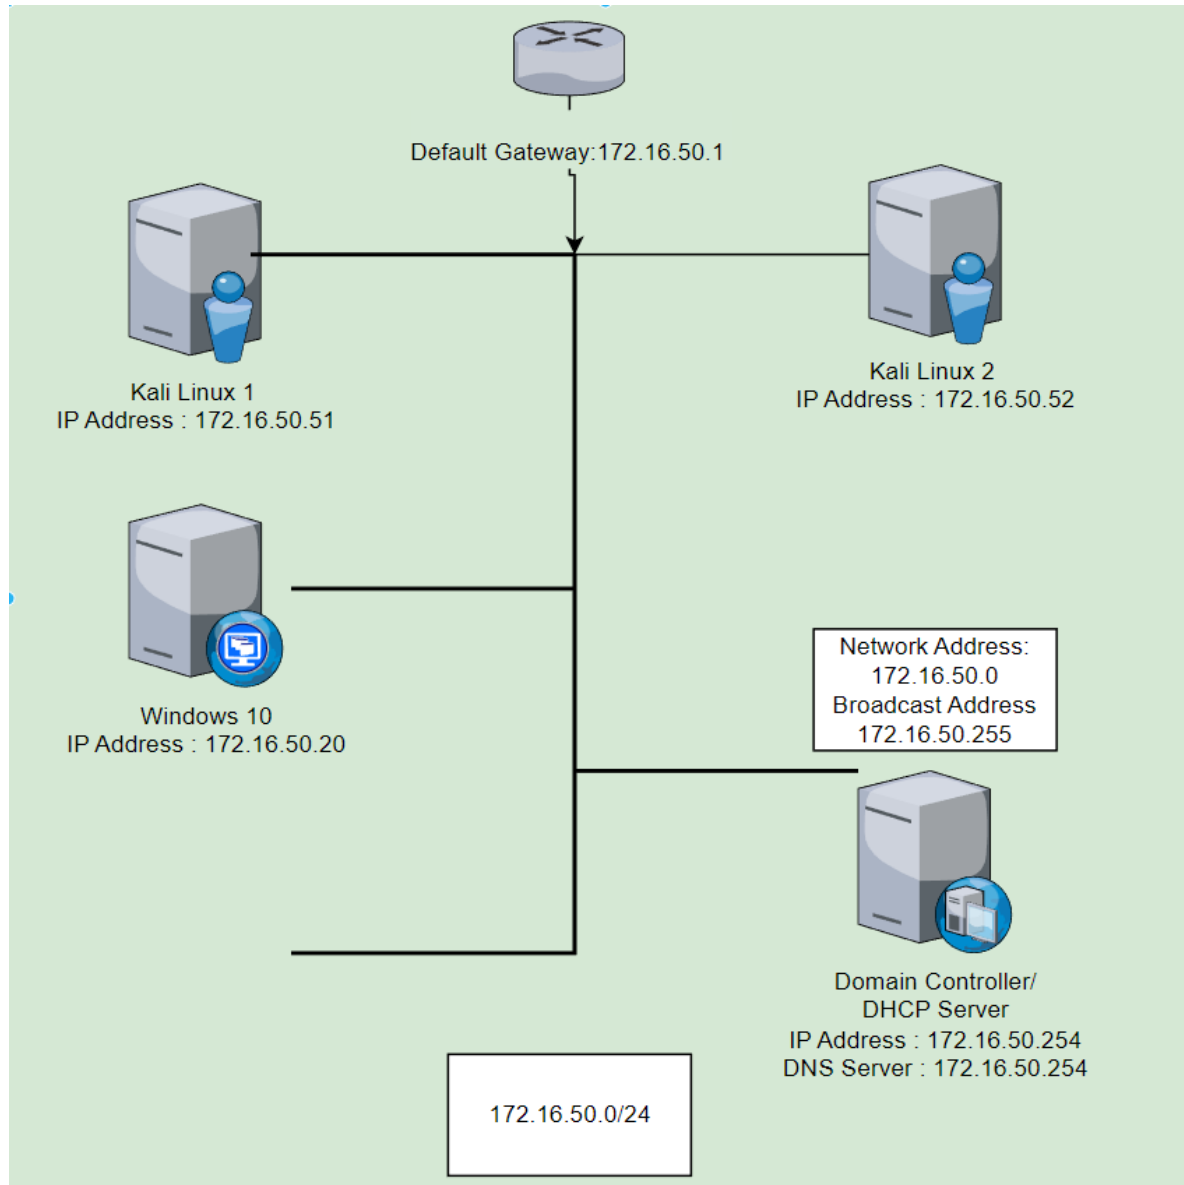 Default Gateway:172.16.50.1
Kali Linux 1
IP Address : 172.16.50.51
Kali Linux 2
IP Address : 172.16.50.52
Windows 10
IP Address : 172.16.50.20
Network Address:
172.16.50.0
Broadcast Address
172.16.50.255
Domain Controller/
DHCP Server
IP Address : 172.16.50.254
DNS Server : 172.16.50.254
172.16.50.0/24